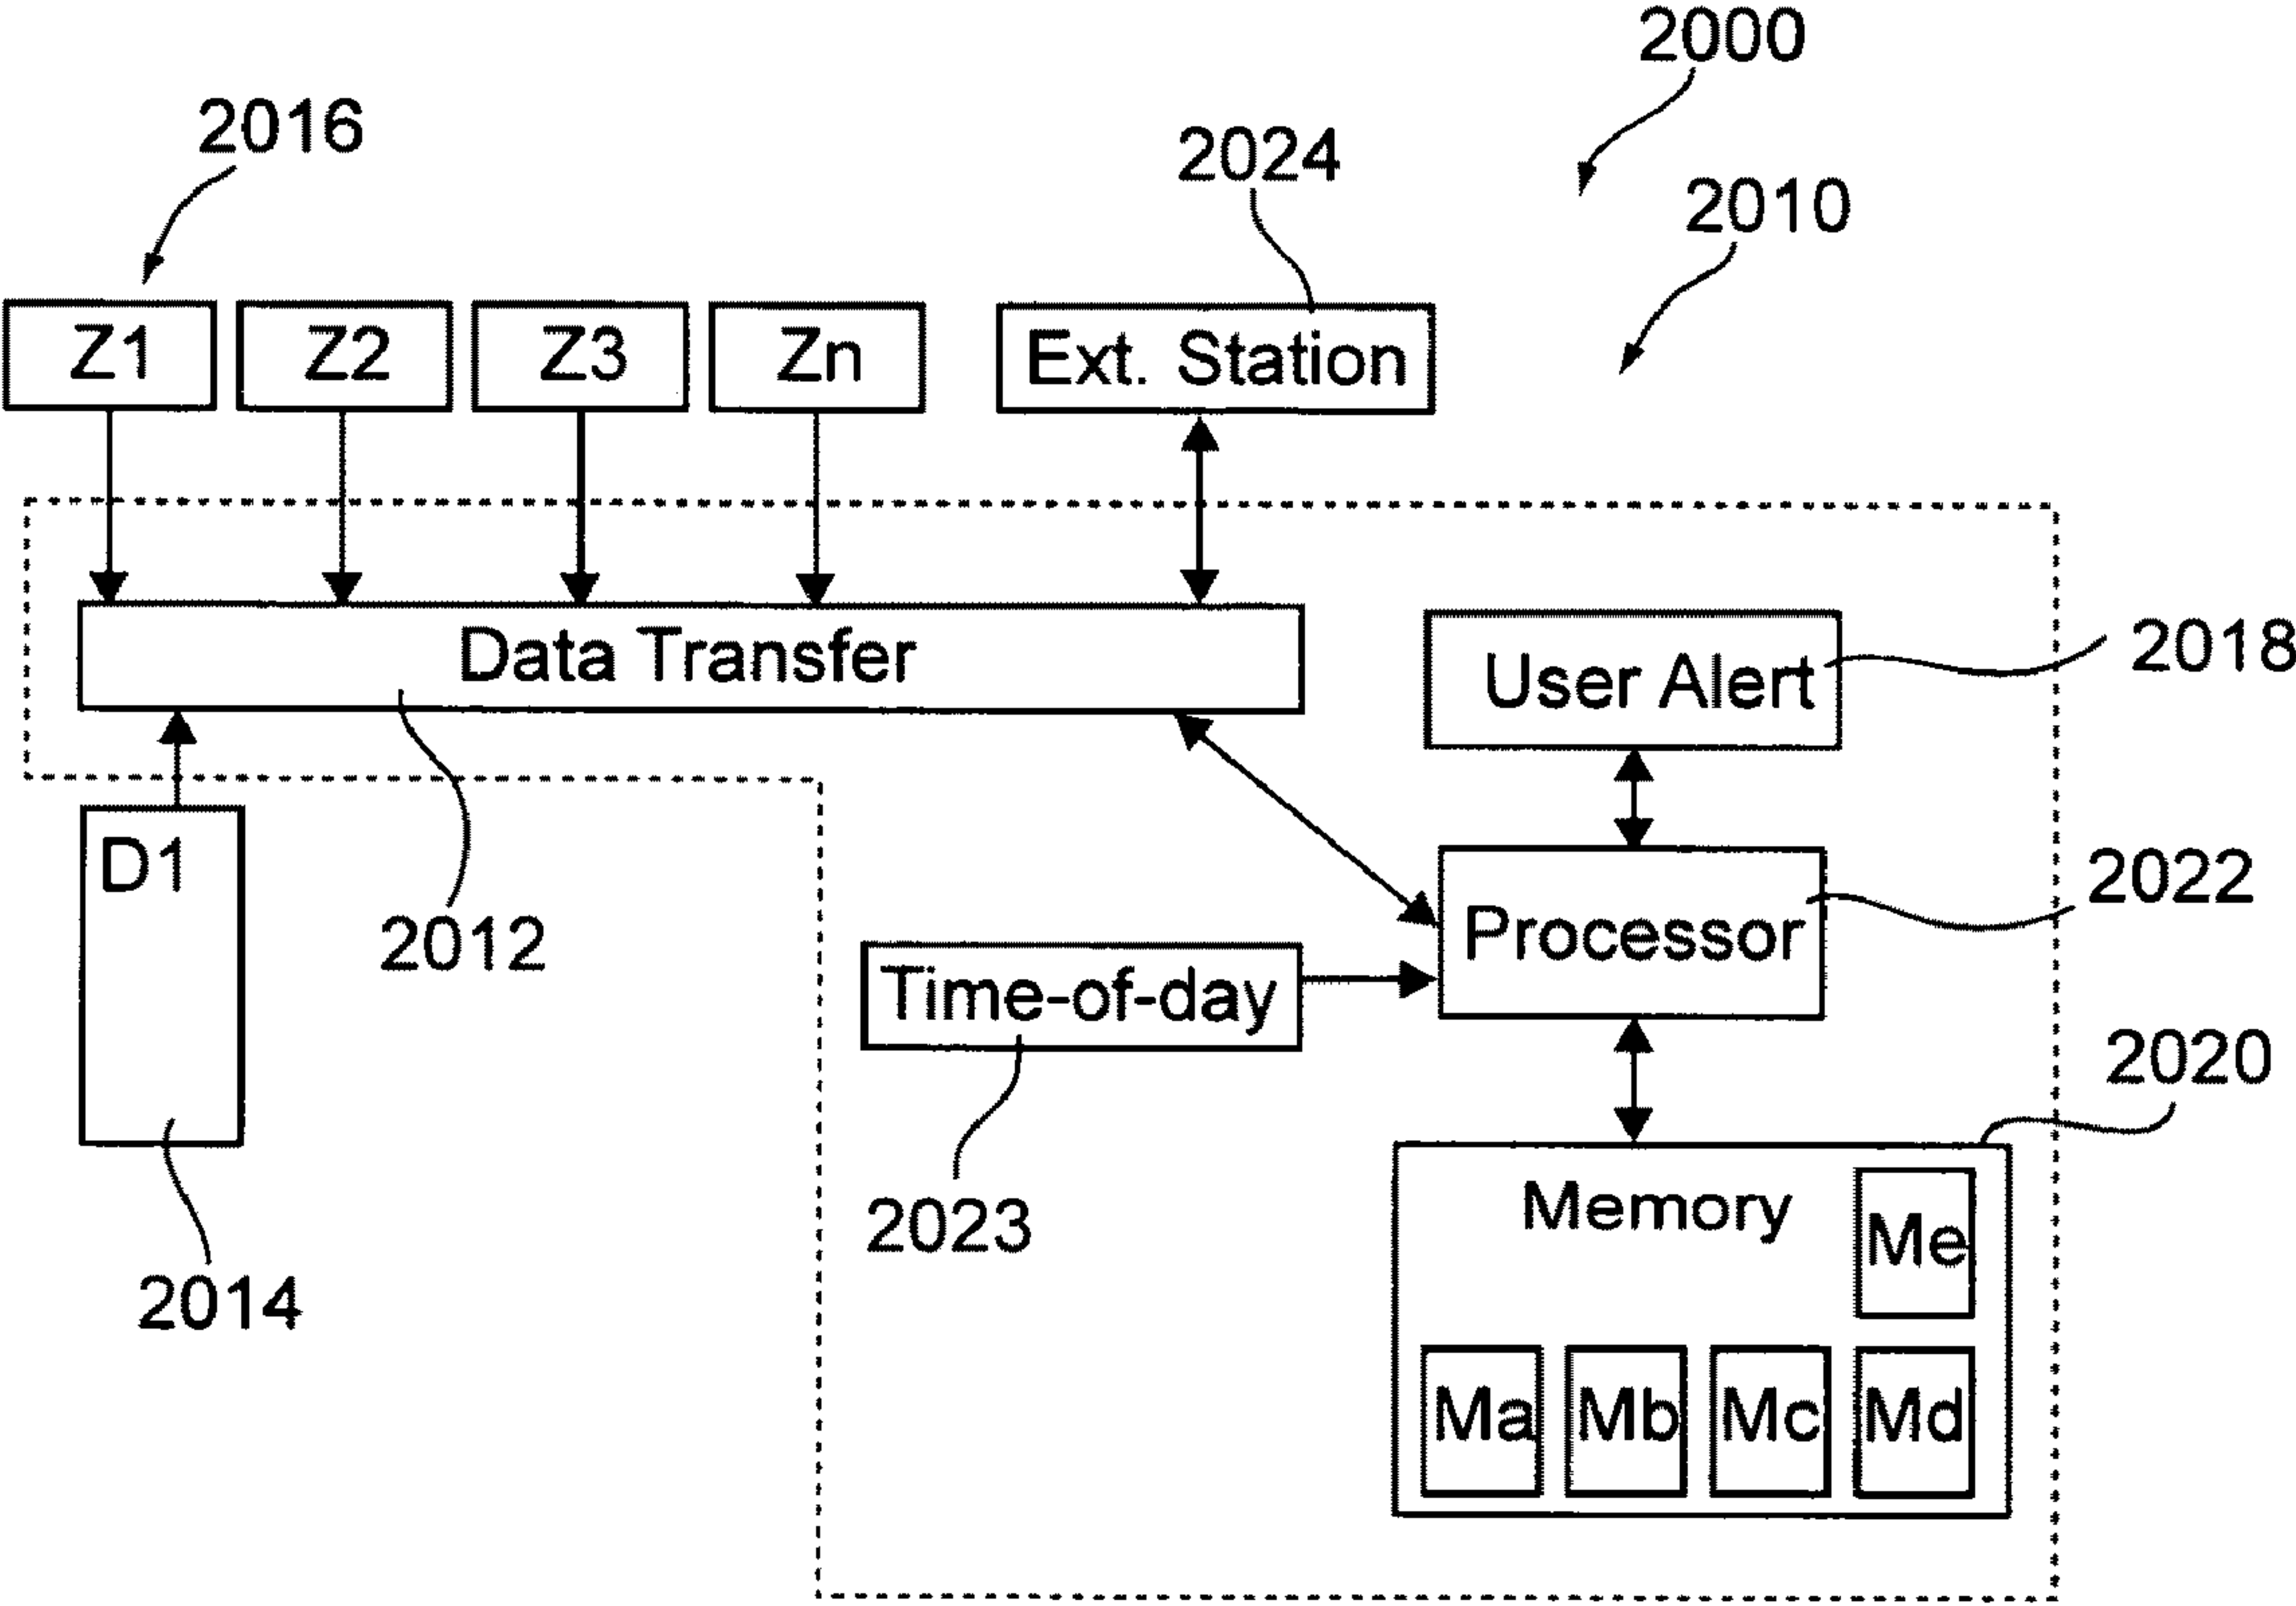 2000
2016
2024
2010
Z1 Z2 Z3 Zn Ext. Station
Data Transfer
User Alert
2018
D1
2012
Processor
2022
Time-of-day
2023
2020
2014
Memory
Me
Ma Mb Mc Md